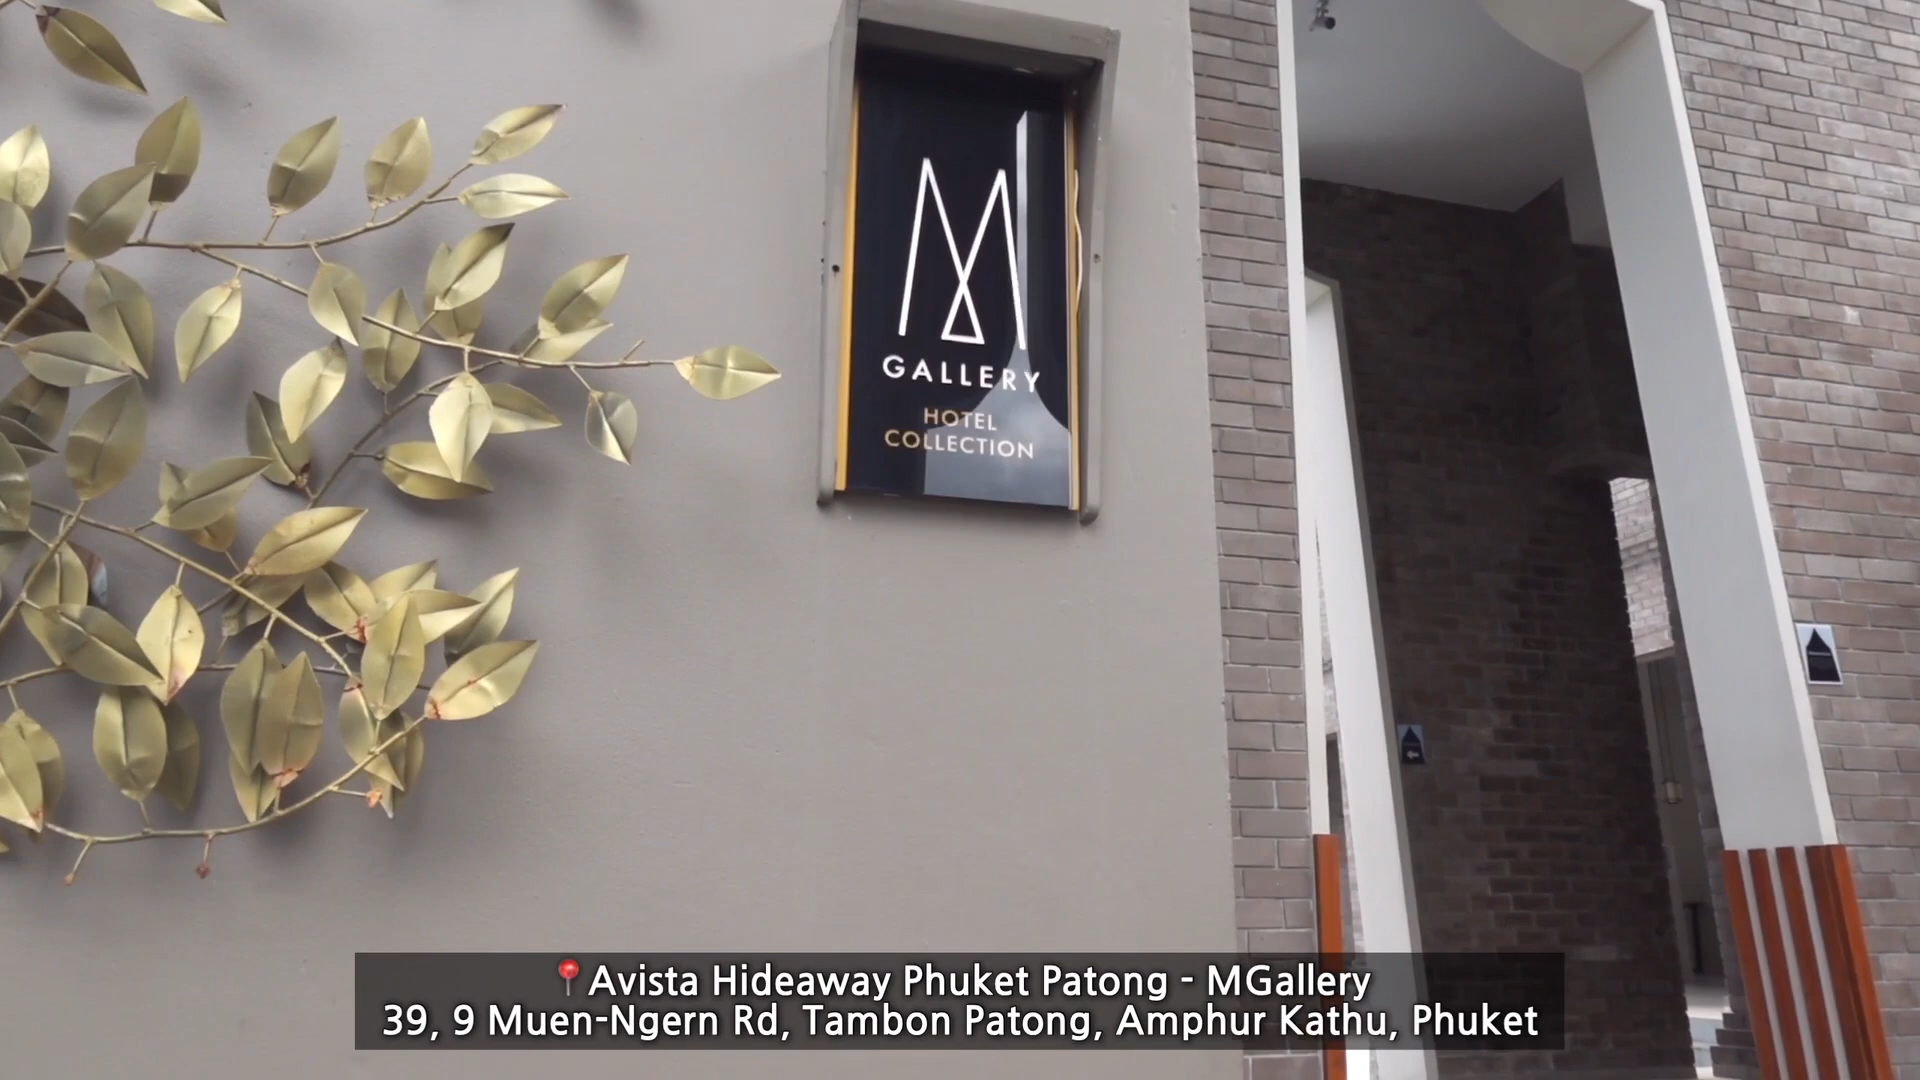 M
GALLERY
HOTEL
COLLECTION
📍Avista Hideaway Phuket Patong - MGallery
39, 9 Muen-Ngern Rd, Tambon Patong, Amphur Kathu, Phuket